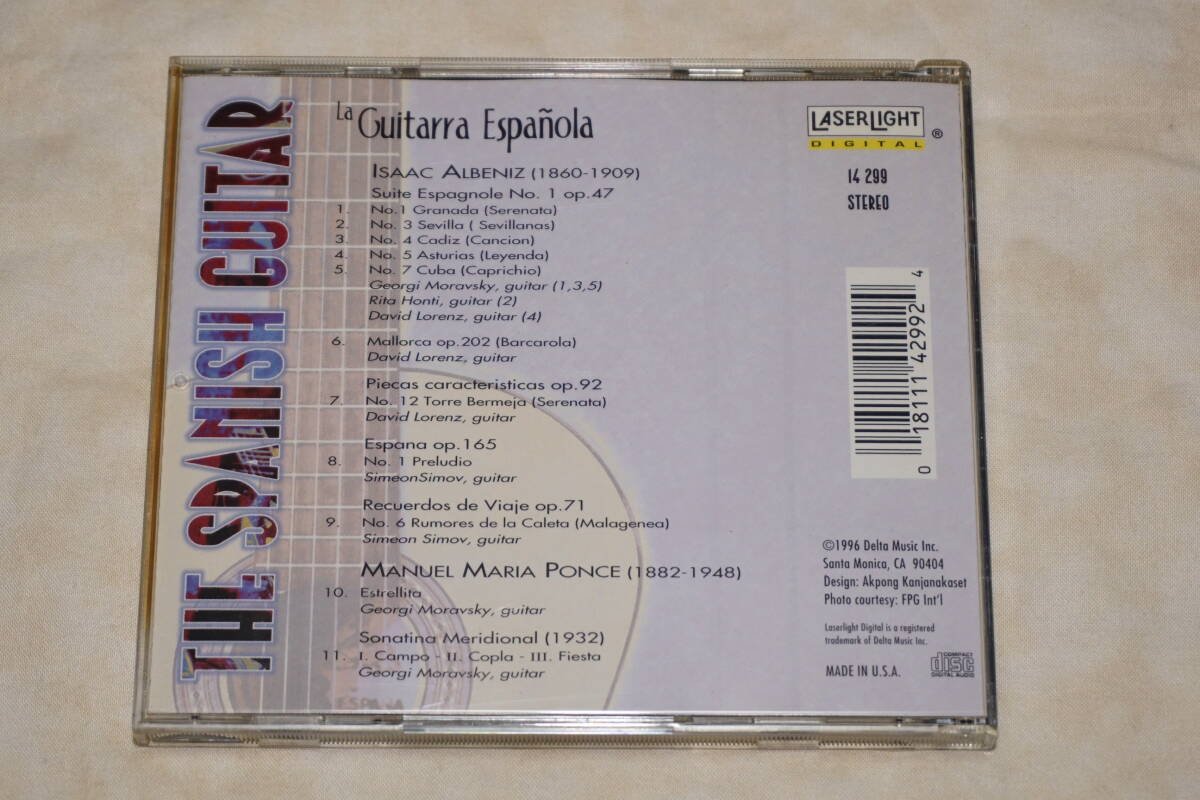 THE SPANISH GUITAR
La Guitarra Española
ISAAC ALBENIZ (1860-1909)
Suite Espagnole No. 1 op.47
1. No.1 Granada (Serenata)
2. No. 3 Sevilla ( Sevillanas)
3. No. 4 Cadiz (Cancion)
4. No. 5 Asturias (Leyenda)
5. No. 7 Cuba (Caprichio)
Georgi Moravsky, guitar (1,3,5)
Rita Honti, guitar (2)
David Lorenz, guitar (4)
6. Mallorca op.202 (Barcarola)
David Lorenz, guitar
Piecas caracteristicas op.92
7. No. 12 Torre Bermeja (Serenata)
David Lorenz, guitar
Espana op.165
8. No. 1 Preludio
SimeonSimov, guitar
Recuerdos de Viaje op.71
9. No. 6 Rumores de la Caleta (Malagenea)
Simeon Simov, guitar
MANUEL MARIA PONCE (1882-1948)
10. Estrellita
Georgi Moravsky, guitar
Sonatina Meridional (1932)
11. I. Campo - II. Copla - III. Fiesta
Georgi Moravsky, guitar
ESPANA
LASERLIGHT
DIGITAL
®
14 299
STEREO
0 18111 42992 4
©1996 Delta Music Inc.
Santa Monica, CA 90404
Design: Akpong Kanjanakaset
Photo courtesy: FPG Int'l
Laserlight Digital is a registered
trademark of Delta Music Inc.
MADE IN U.S.A.
COMPACT
disc
DIGITAL AUDIO